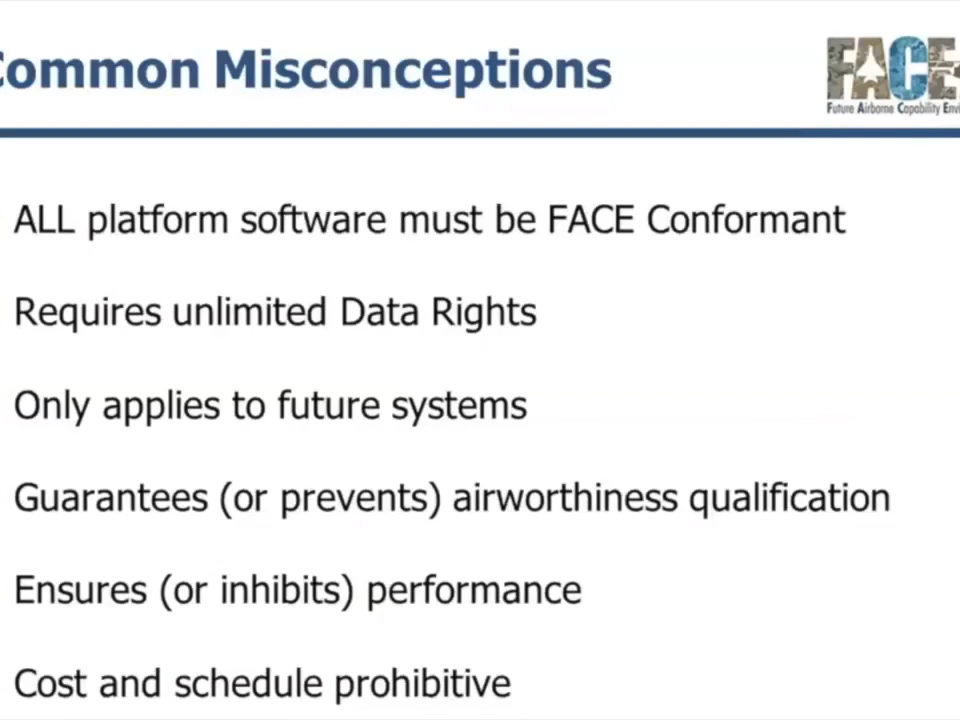 Common Misconceptions
FACE
Future Airborne Capability
ALL platform software must be FACE Conformant
Requires unlimited Data Rights
Only applies to future systems
Guarantees (or prevents) airworthiness qualification
Ensures (or inhibits) performance
Cost and schedule prohibitive